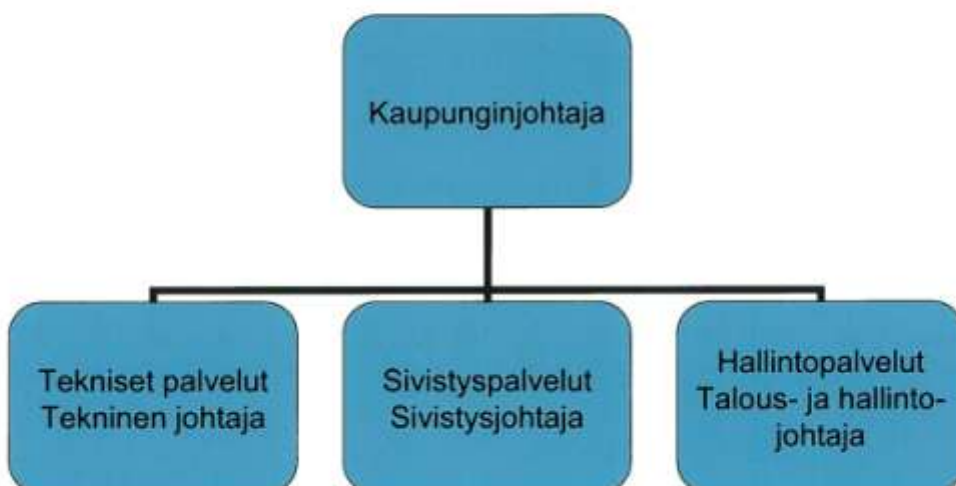 Kaupunginjohtaja
Tekniset palvelut
Tekninen johtaja
Sivistyspalvelut
Sivistysjohtaja
Hallintopalvelut
Talous- ja hallinto-
johtaja